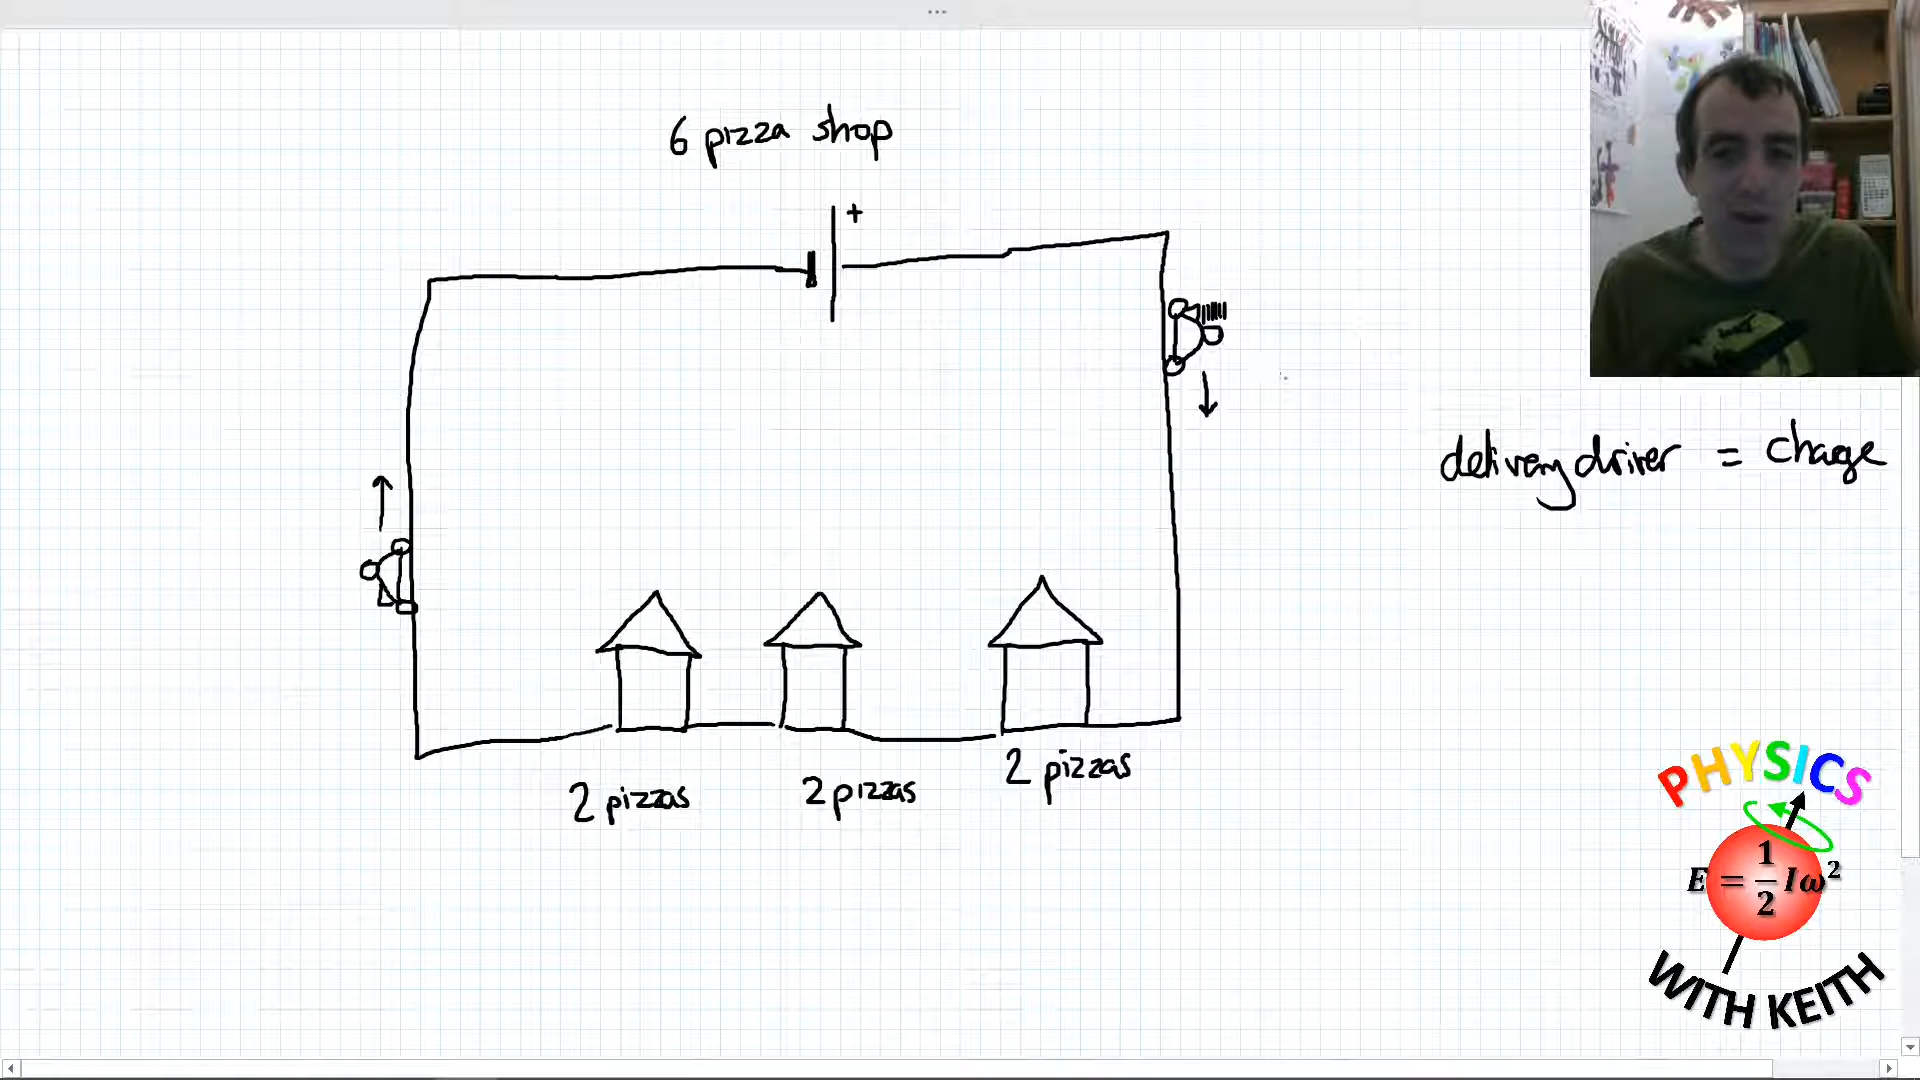 6 pizza shop
+
delivery driver = charge
2 pizzas
2 pizzas
2 pizzas
PHYSICS
E = 1/2 Iω²
WITH KEITH